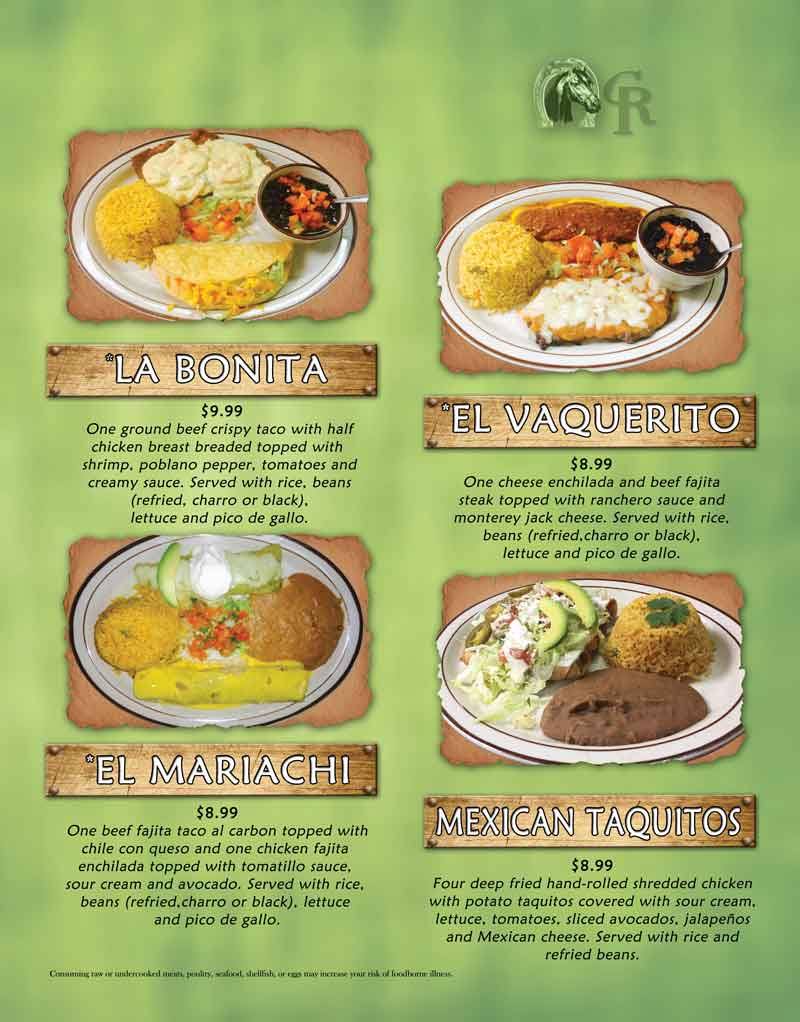 CR
*LA BONITA
$9.99
One ground beef crispy taco with half
chicken breast breaded topped with
shrimp, poblano pepper, tomatoes and
creamy sauce. Served with rice, beans
(refried, charro or black),
lettuce and pico de gallo.
*EL VAQUERITO
$8.99
One cheese enchilada and beef fajita
steak topped with ranchero sauce and
monterey jack cheese. Served with rice,
beans (refried,charro or black),
lettuce and pico de gallo.
*EL MARIACHI
$8.99
One beef fajita taco al carbon topped with
chile con queso and one chicken fajita
enchilada topped with tomatillo sauce,
sour cream and avocado. Served with rice,
beans (refried,charro or black), lettuce
and pico de gallo.
MEXICAN TAQUITOS
$8.99
Four deep fried hand-rolled shredded chicken
with potato taquitos covered with sour cream,
lettuce, tomatoes, sliced avocados, jalapeños
and Mexican cheese. Served with rice and
refried beans.
Consuming raw or undercooked meats, poultry, seafood, shellfish, or eggs may increase your risk of foodborne illness.